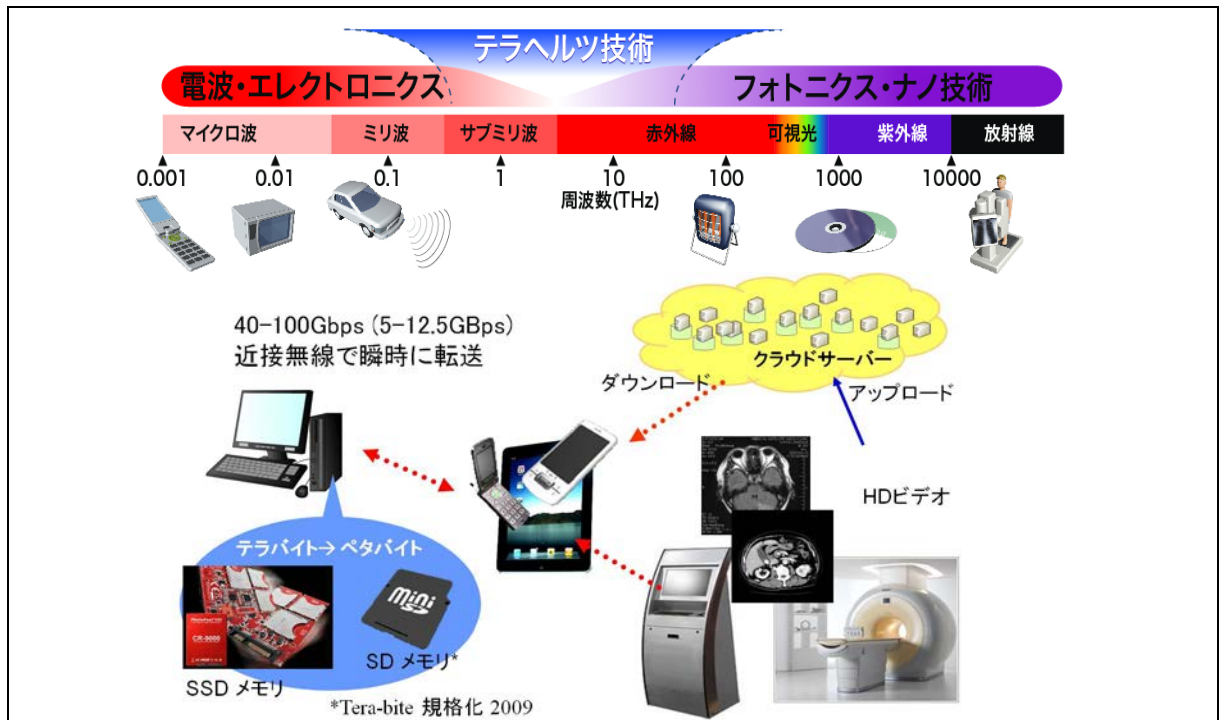 テラヘルツ技術
電波・エレクトロニクス
フォトニクス・ナノ技術
マイクロ波 ミリ波 サブミリ波 赤外線 可視光 紫外線 放射線
0.001 0.01 0.1 1 10 100 1000 10000
周波数(THz)
40-100Gbps (5-12.5GBps)
近接無線で瞬時に転送
クラウドサーバー
ダウンロード
アップロード
HDビデオ
テラバイト→ペタバイト
mini
SD
CR-9000
SD メモリ*
SSD メモリ
*Tera-bite 規格化 2009